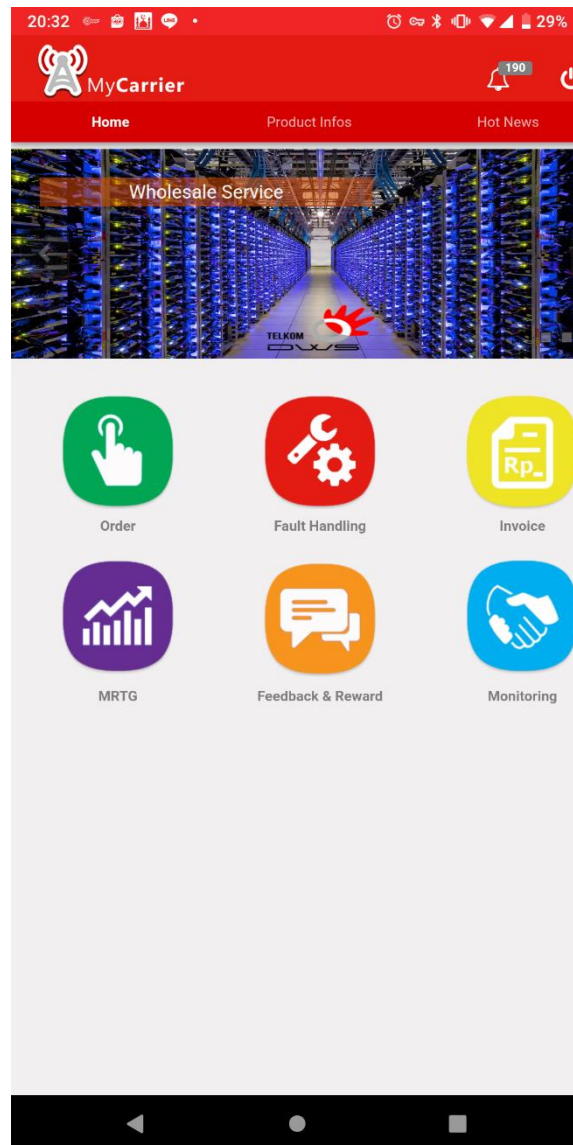 20:32
29%
MyCarrier
190
Home
Product Infos
Hot News
Wholesale Service
TELKOM
DWS
Order
Fault Handling
Rp_
Invoice
MRTG
Feedback & Reward
Monitoring